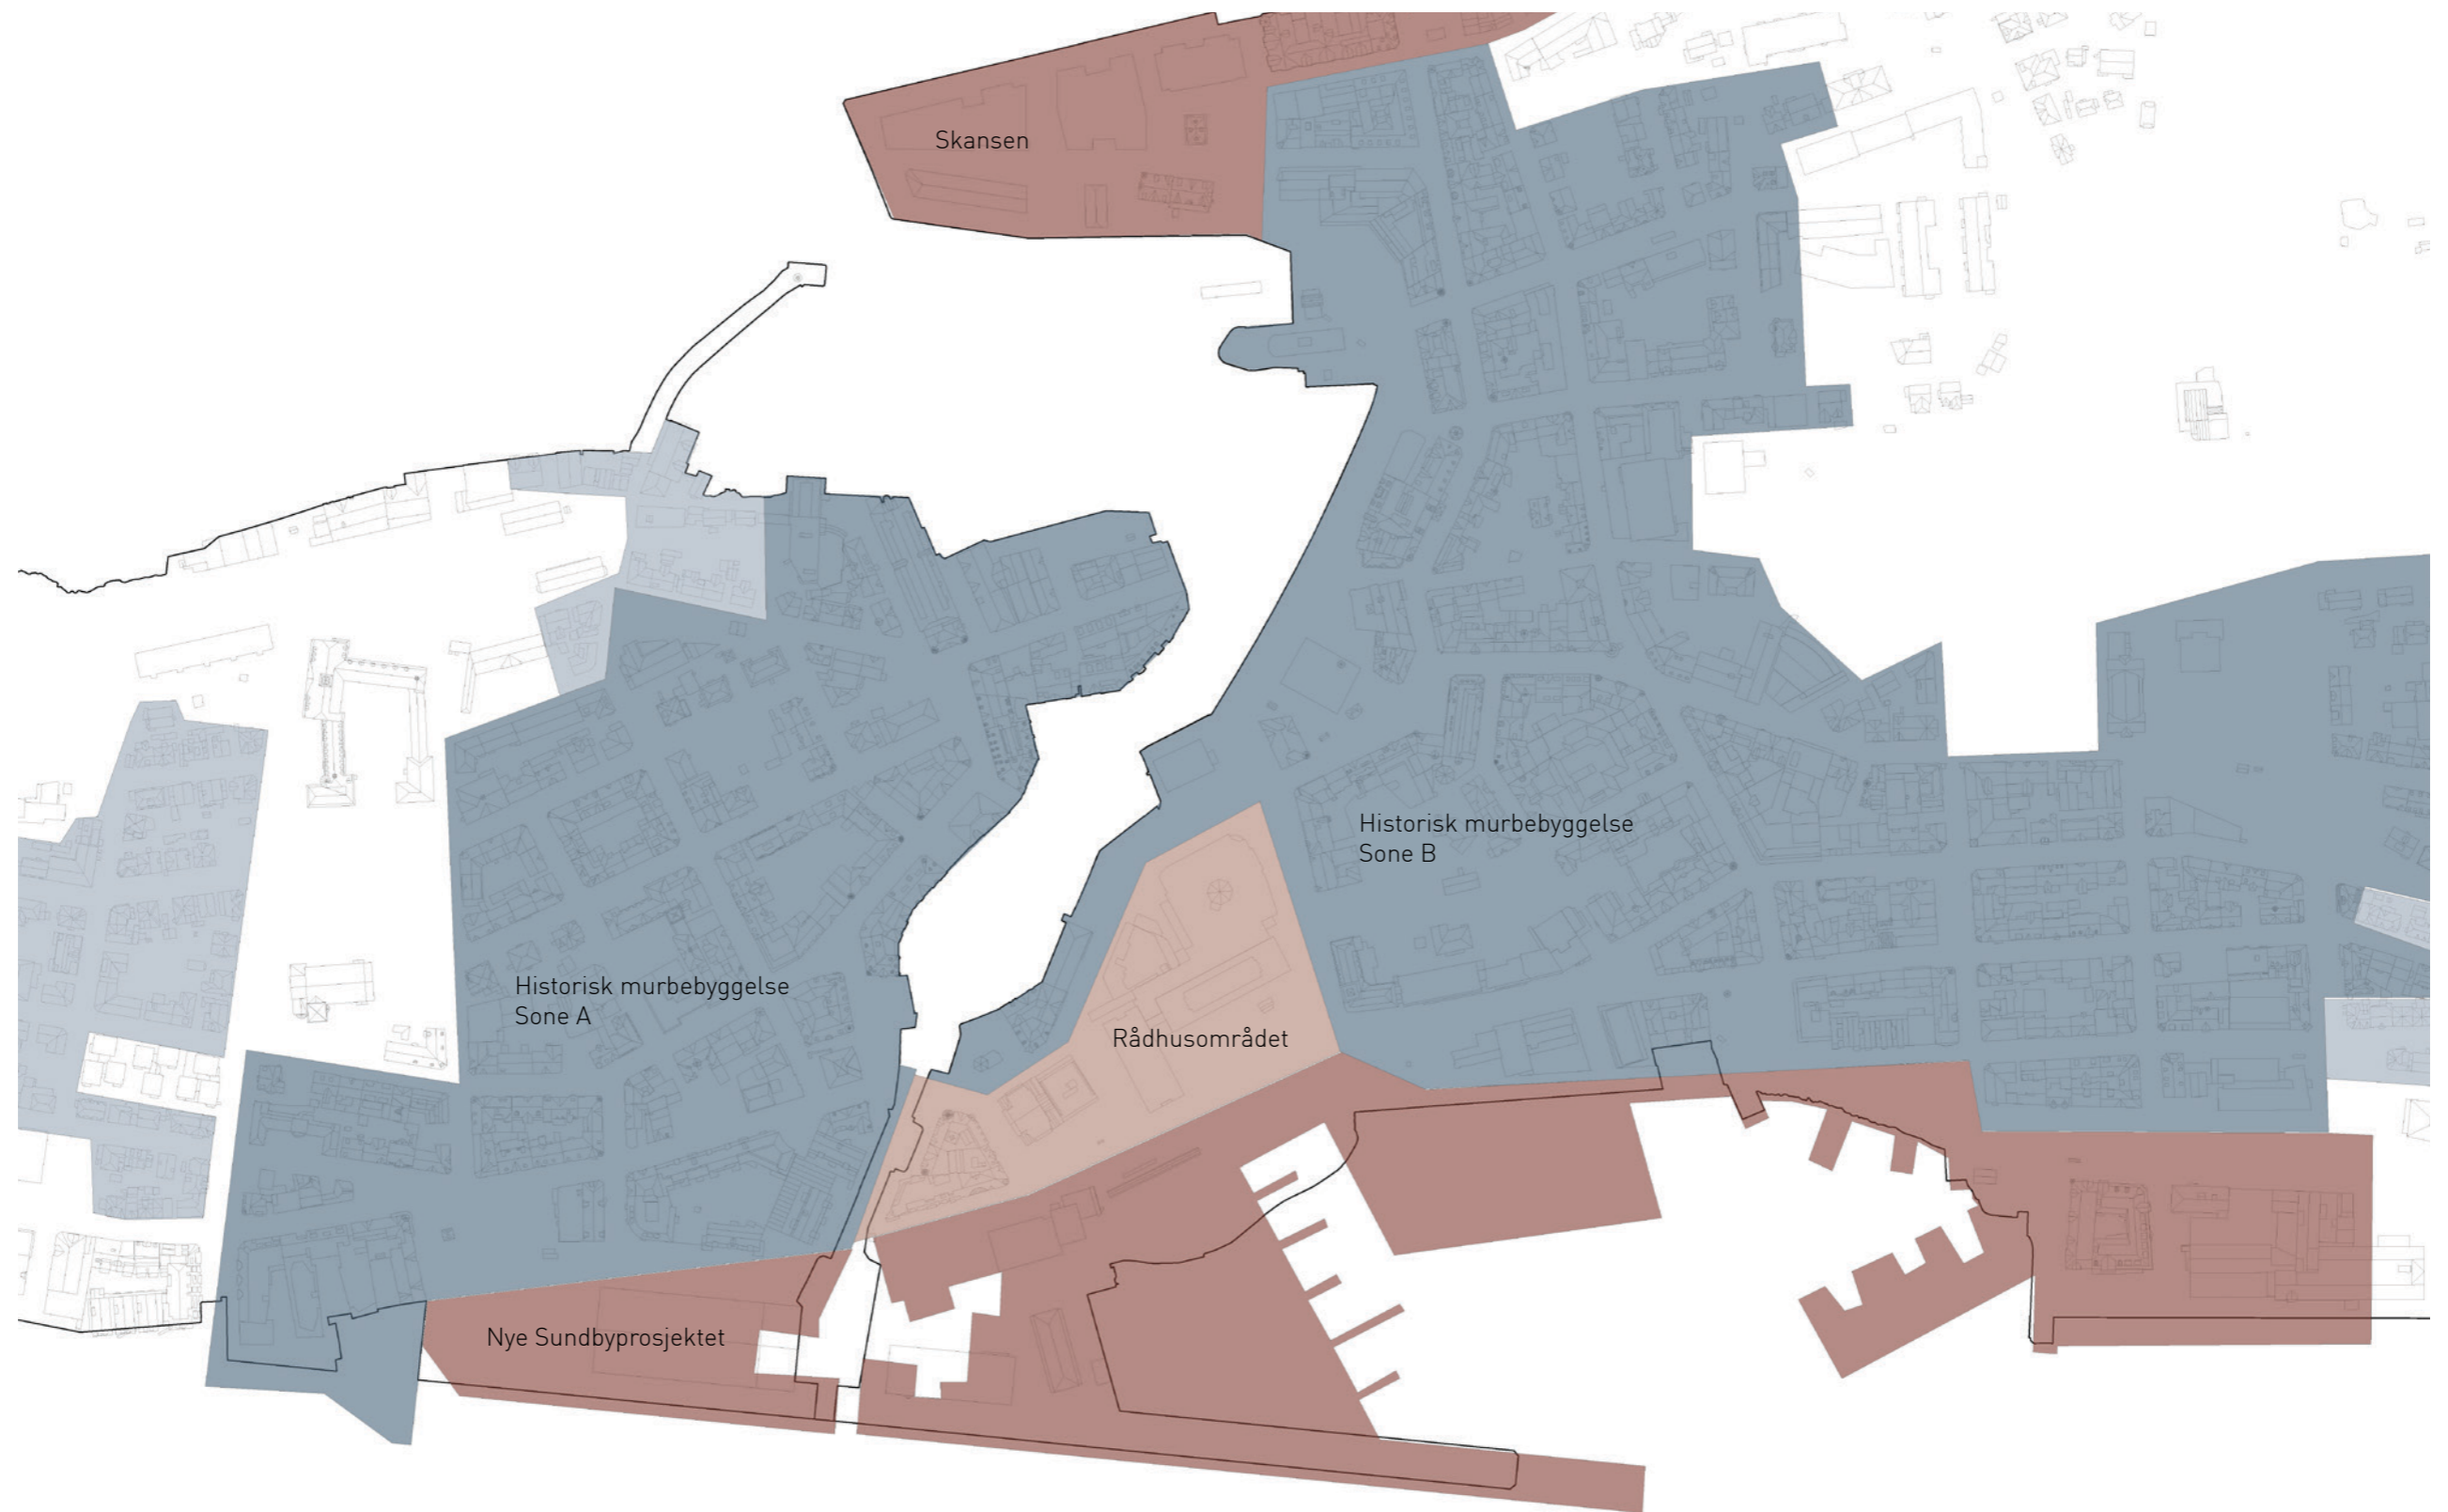 Skansen
Historisk murbebyggelse
Sone B
Historisk murbebyggelse
Sone A
Rådhusområdet
Nye Sundbyprosjektet